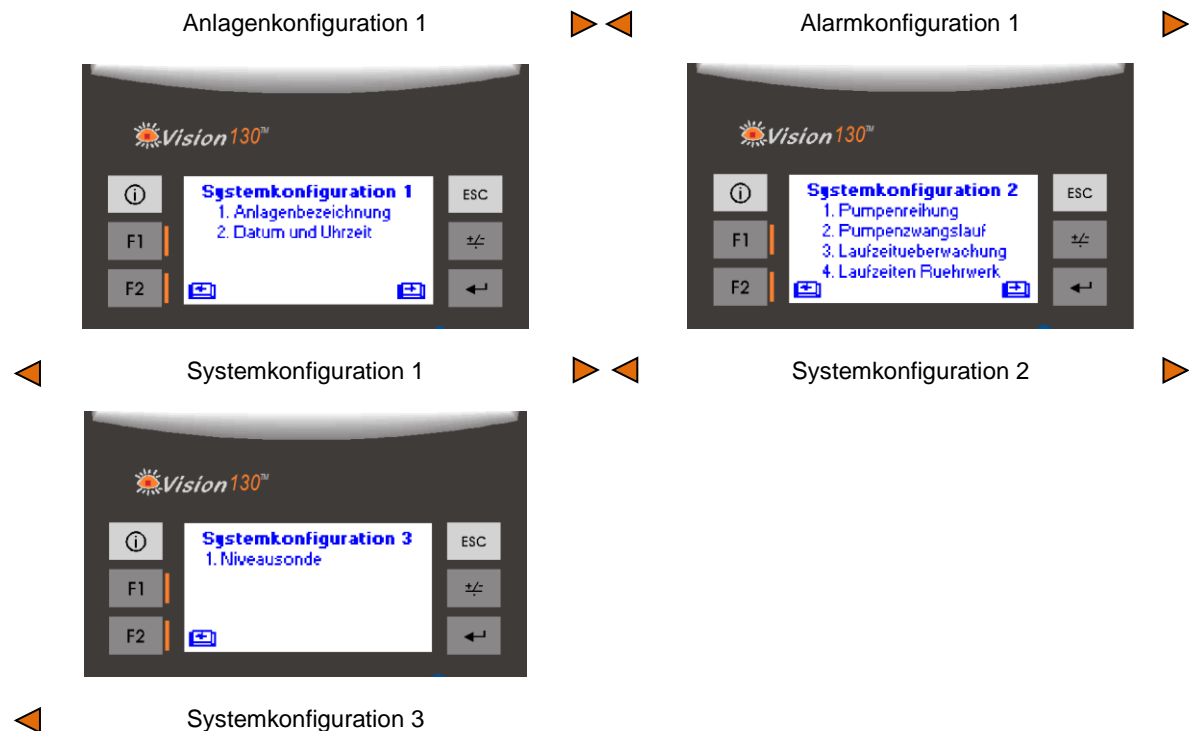 Anlagenkonfiguration 1
Alarmkonfiguration 1
Vision130™
Systemkonfiguration 1
1. Anlagenbezeichnung
2. Datum und Uhrzeit
ESC
F1
+/-
F2
Vision130™
Systemkonfiguration 2
1. Pumpenreihung
2. Pumpenzwangslauf
3. Laufzeitueberwachung
4. Laufzeiten Ruehrwerk
ESC
F1
+/-
F2
Systemkonfiguration 1
Systemkonfiguration 2
Vision130™
Systemkonfiguration 3
1. Niveausonde
ESC
F1
+/-
F2
Systemkonfiguration 3